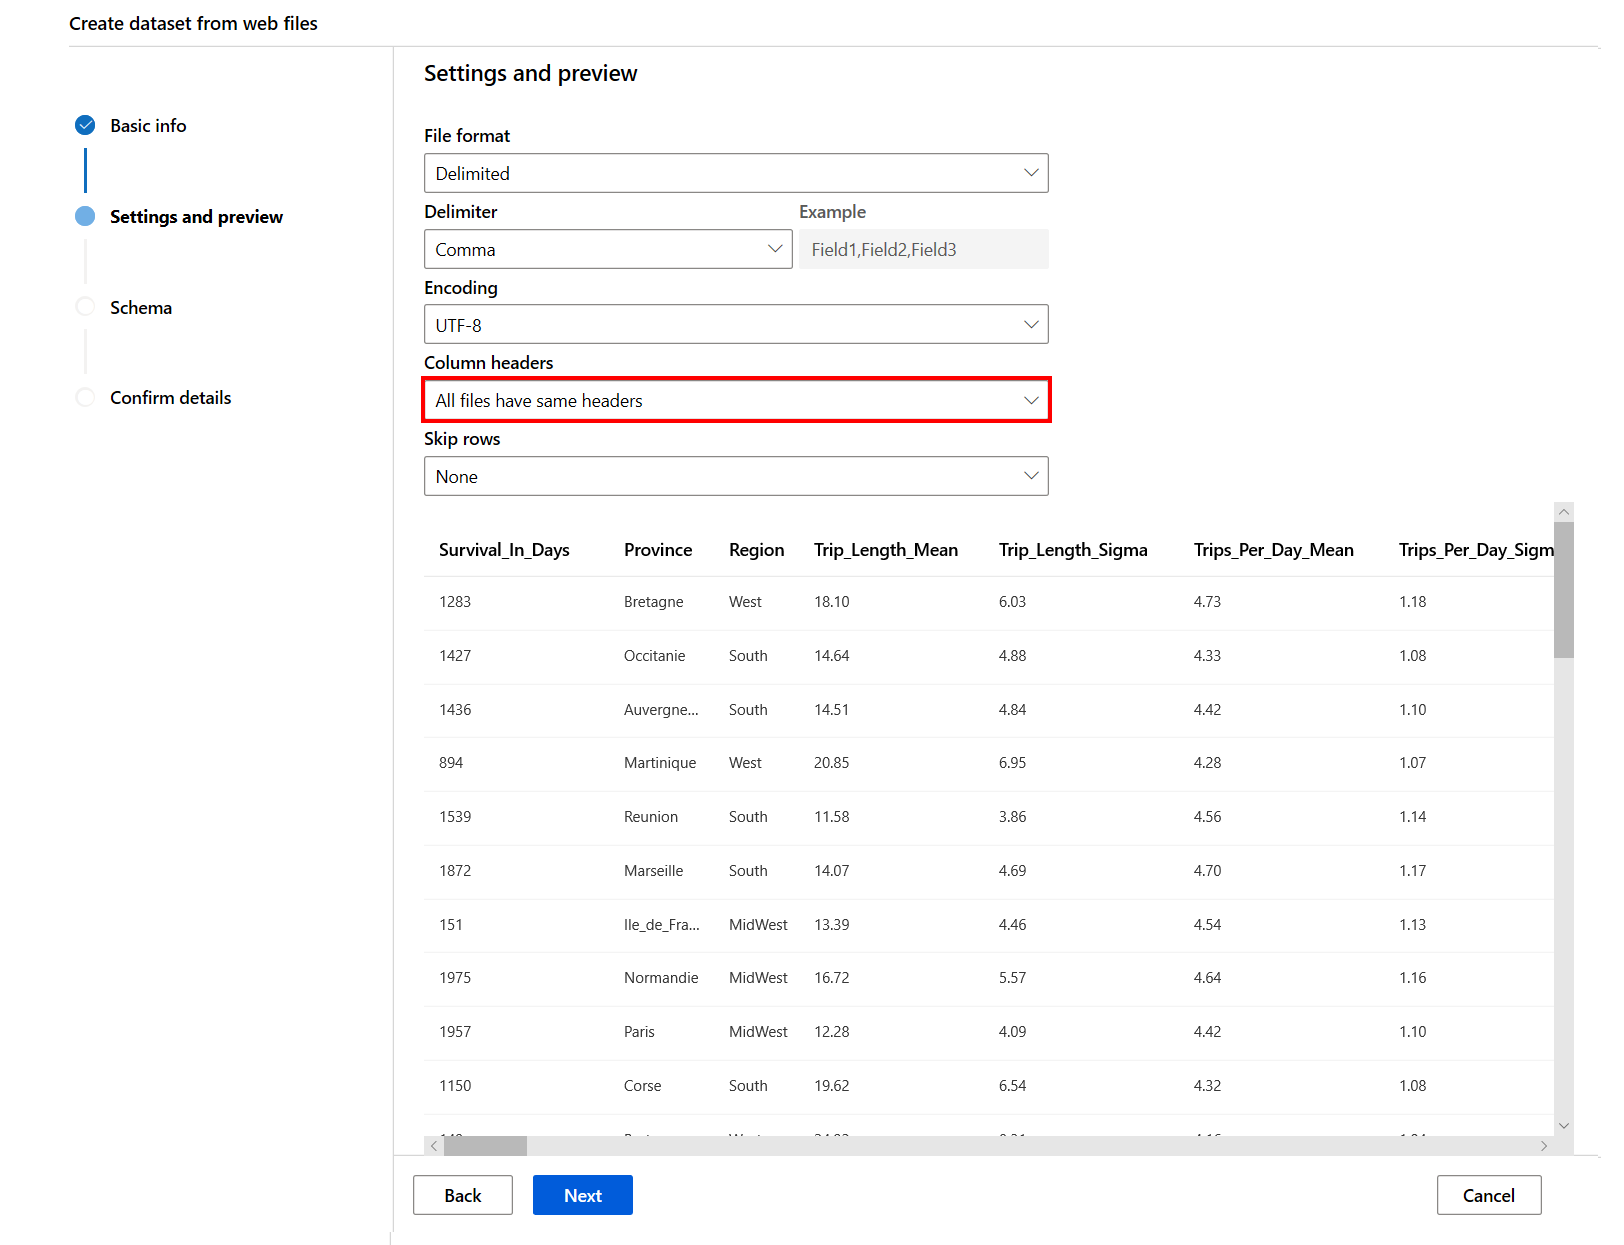 Create dataset from web files
Basic info
Settings and preview
Schema
Confirm details
Settings and preview
File format
Delimited
Delimiter Example
Comma Field1,Field2,Field3
Encoding
UTF-8
Column headers
All files have same headers
Skip rows
None
Survival_In_Days Province Region Trip_Length_Mean Trip_Length_Sigma Trips_Per_Day_Mean Trips_Per_Day_Sigm
1283 Bretagne West 18.10 6.03 4.73 1.18
1427 Occitanie South 14.64 4.88 4.33 1.08
1436 Auvergne... South 14.51 4.84 4.42 1.10
894 Martinique West 20.85 6.95 4.28 1.07
1539 Reunion South 11.58 3.86 4.56 1.14
1872 Marseille South 14.07 4.69 4.70 1.17
151 Ile_de_Fra... MidWest 13.39 4.46 4.54 1.13
1975 Normandie MidWest 16.72 5.57 4.64 1.16
1957 Paris MidWest 12.28 4.09 4.42 1.10
1150 Corse South 19.62 6.54 4.32 1.08
Back Next Cancel